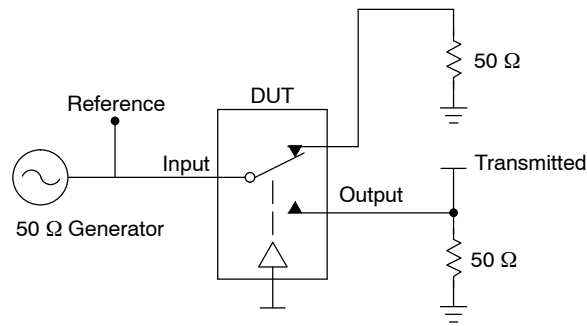 50 Ω
DUT
Reference
Transmitted
Input
Output
50 Ω Generator
50 Ω